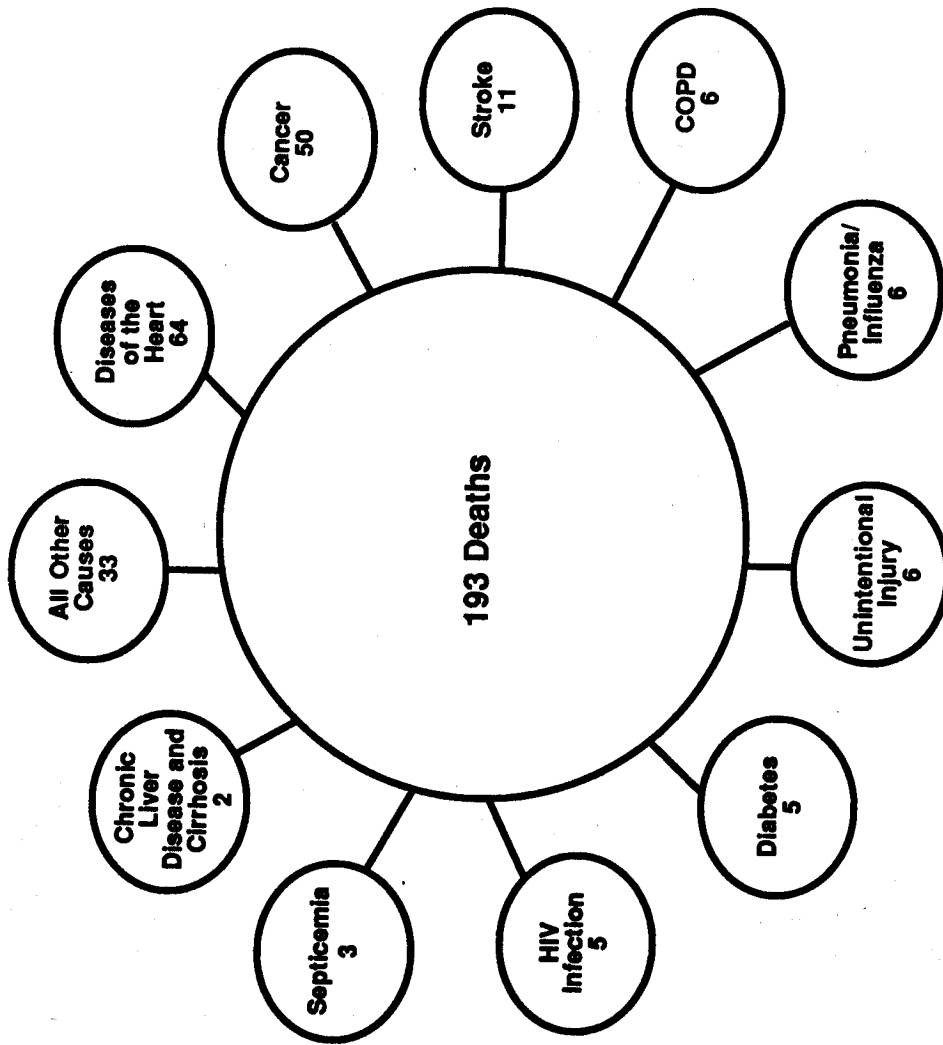 193 Deaths
Diseases
of the
Heart
64
Cancer
50
Stroke
11
COPD
6
Pneumonia/
Influenza
6
Unintentional
Injury
6
Diabetes
5
HIV
Infection
5
Septicemia
3
Chronic
Liver
Disease and
Cirrhosis
2
All Other
Causes
33